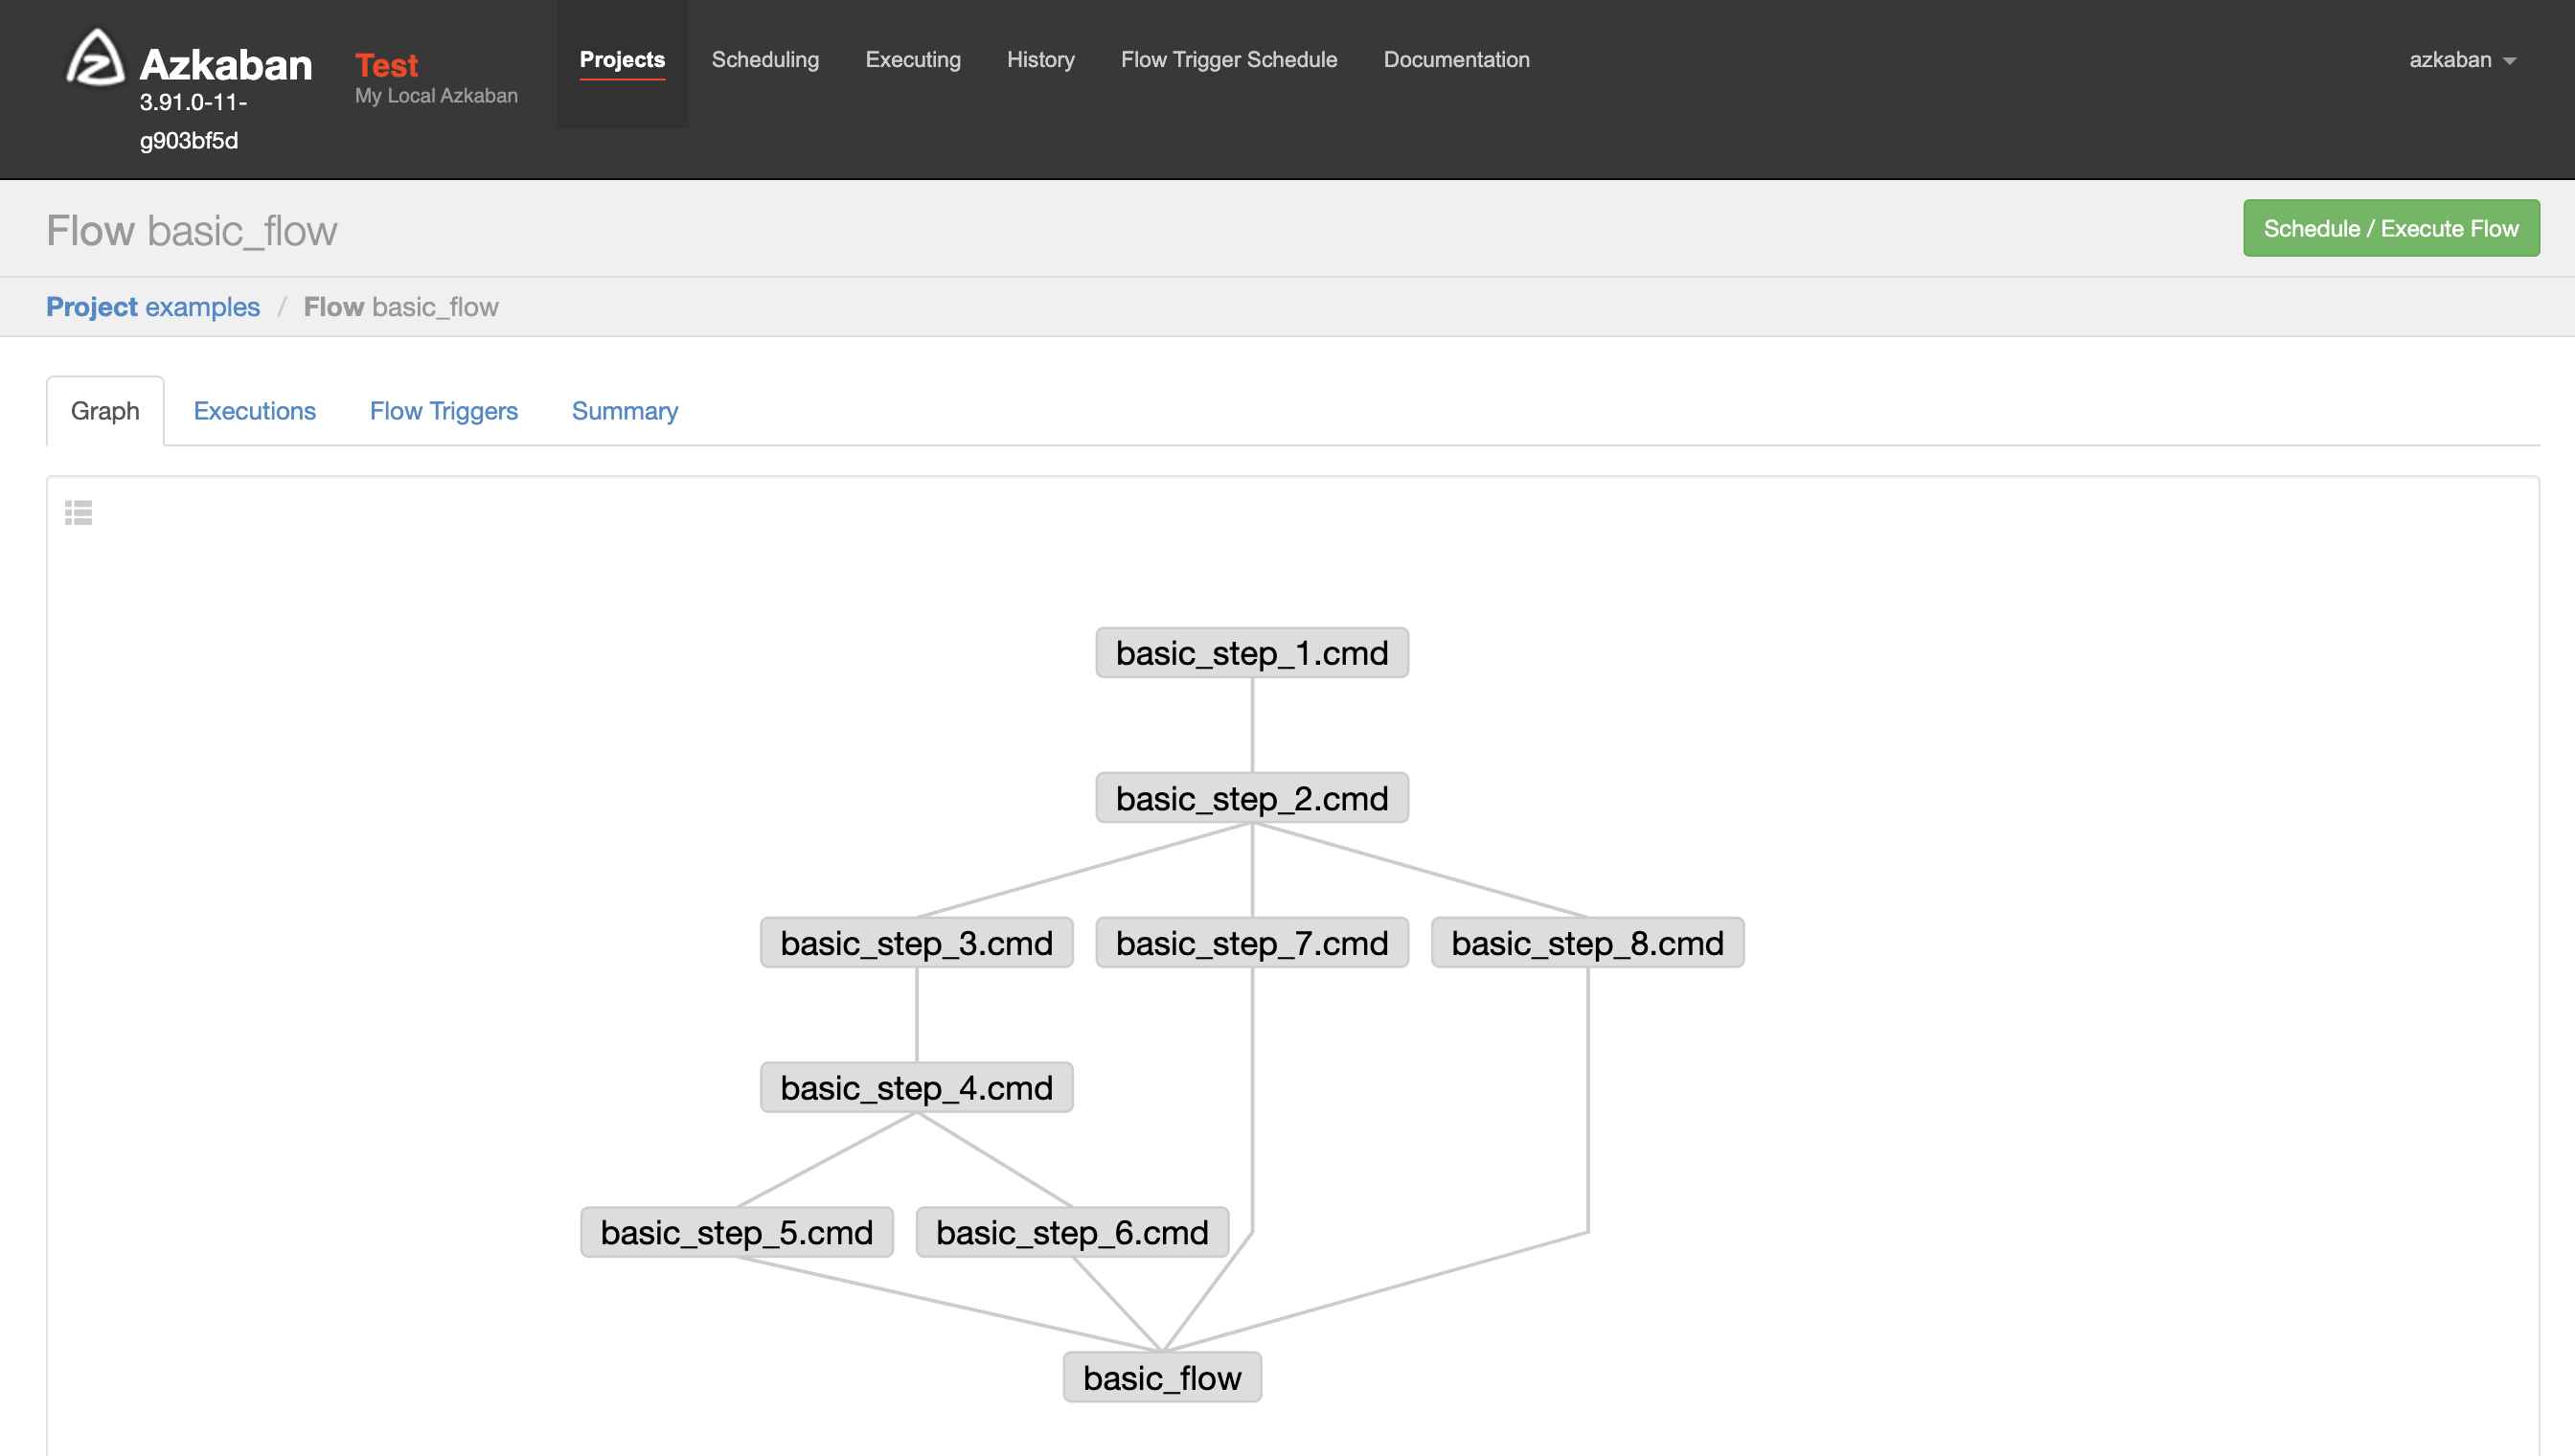 Azkaban
3.91.0-11-
g903bf5d
Test
My Local Azkaban
Projects
Scheduling
Executing
History
Flow Trigger Schedule
Documentation
azkaban
Flow basic_flow
Schedule / Execute Flow
Project examples / Flow basic_flow
Graph
Executions
Flow Triggers
Summary
basic_step_1.cmd
basic_step_2.cmd
basic_step_3.cmd
basic_step_7.cmd
basic_step_8.cmd
basic_step_4.cmd
basic_step_5.cmd
basic_step_6.cmd
basic_flow